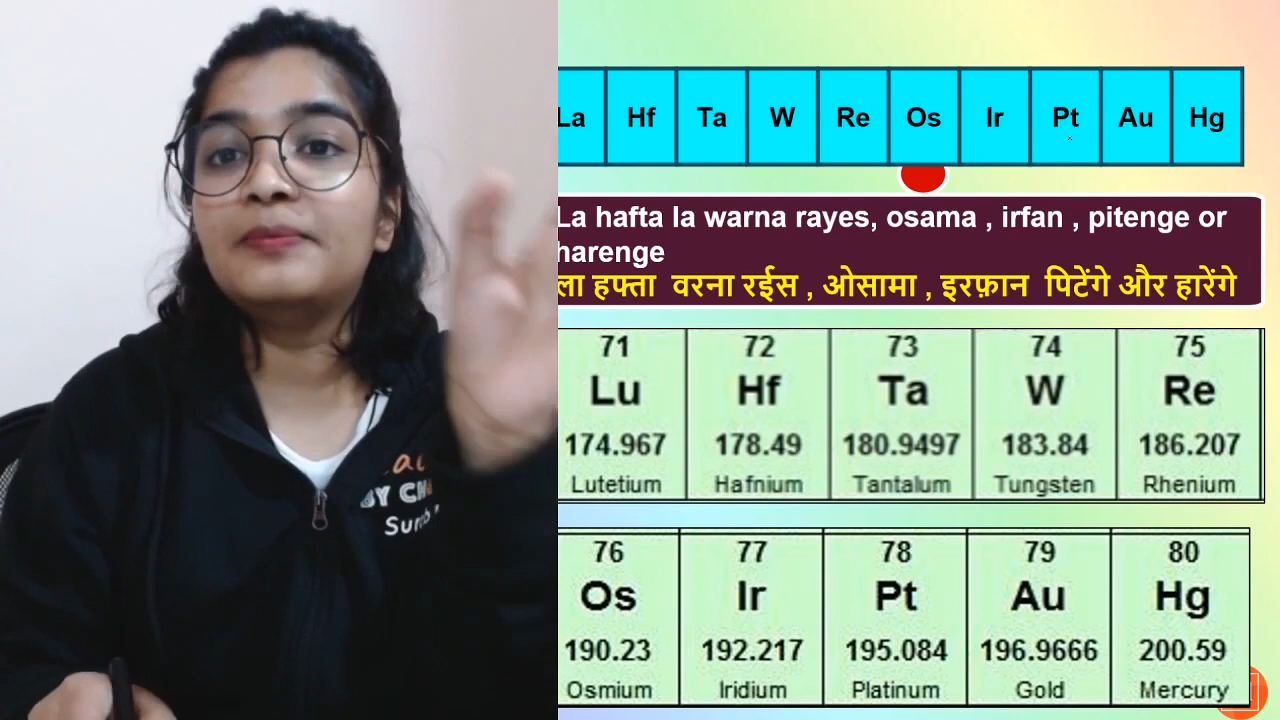 La Hf Ta W Re Os Ir Pt Au Hg
La hafta la warna rayes, osama , irfan , pitenge or
harenge
ला हफ्ता वरना रईस , ओसामा , इरफ़ान पिटेंगे और हारेंगे
71 72 73 74 75
Lu Hf Ta W Re
174.967 178.49 180.9497 183.84 186.207
Lutetium Hafnium Tantalum Tungsten Rhenium
76 77 78 79 80
Os Ir Pt Au Hg
190.23 192.217 195.084 196.9666 200.59
Osmium Iridium Platinum Gold Mercury